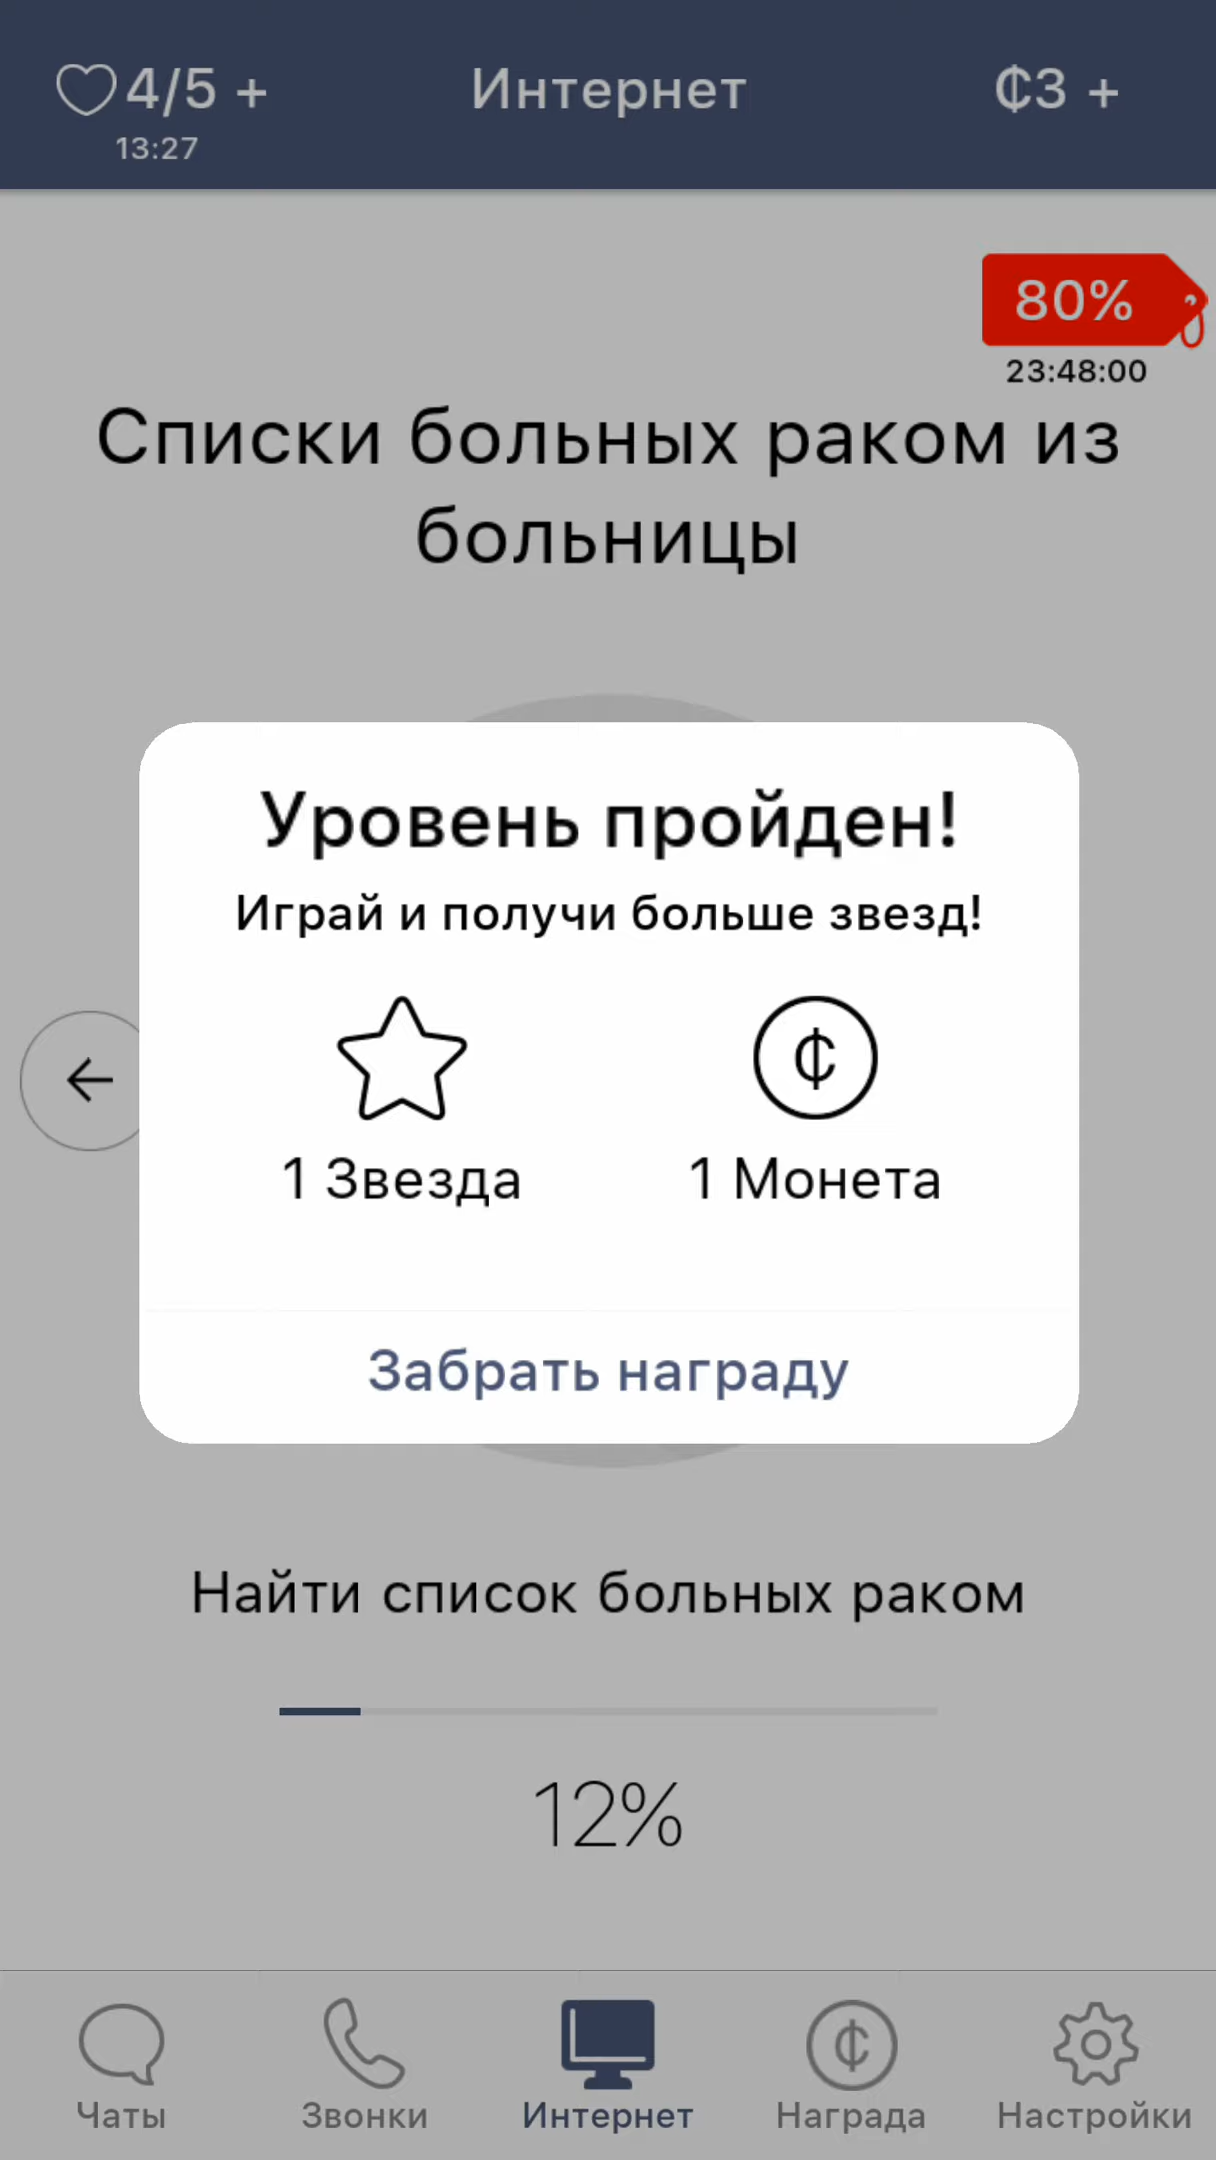 4/5 +
Интернет
₵3 +
13:27
80%
23:48:00
Списки больных раком из
больницы
Уровень пройден!
Играй и получи больше звезд!
₵
1 Звезда
1 Монета
Забрать награду
Найти список больных раком
12%
₵
Чаты
Звонки
Интернет
Награда
Настройки